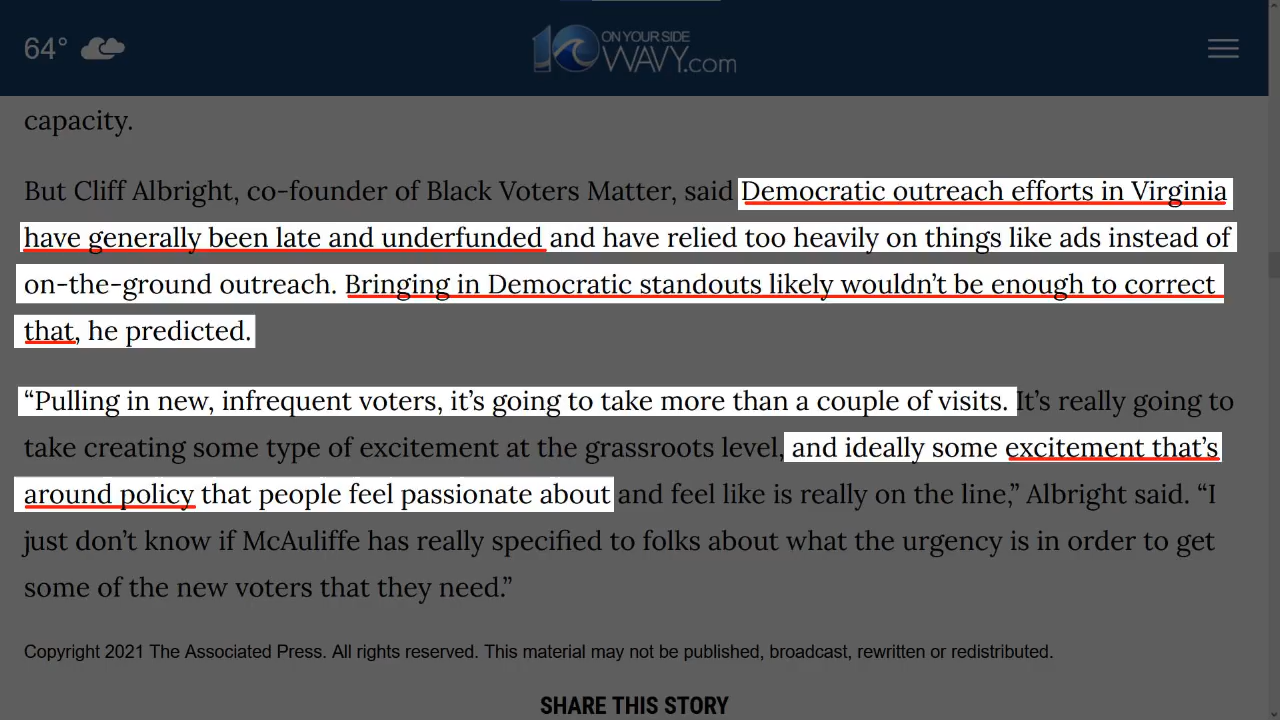 64°
10 ON YOUR SIDE
WAVY.com
capacity.
But Cliff Albright, co-founder of Black Voters Matter, said Democratic outreach efforts in Virginia
have generally been late and underfunded and have relied too heavily on things like ads instead of
on-the-ground outreach. Bringing in Democratic standouts likely wouldn’t be enough to correct
that, he predicted.
“Pulling in new, infrequent voters, it’s going to take more than a couple of visits. It’s really going to
take creating some type of excitement at the grassroots level, and ideally some excitement that’s
around policy that people feel passionate about and feel like is really on the line,” Albright said. “I
just don’t know if McAuliffe has really specified to folks about what the urgency is in order to get
some of the new voters that they need.”
Copyright 2021 The Associated Press. All rights reserved. This material may not be published, broadcast, rewritten or redistributed.
SHARE THIS STORY